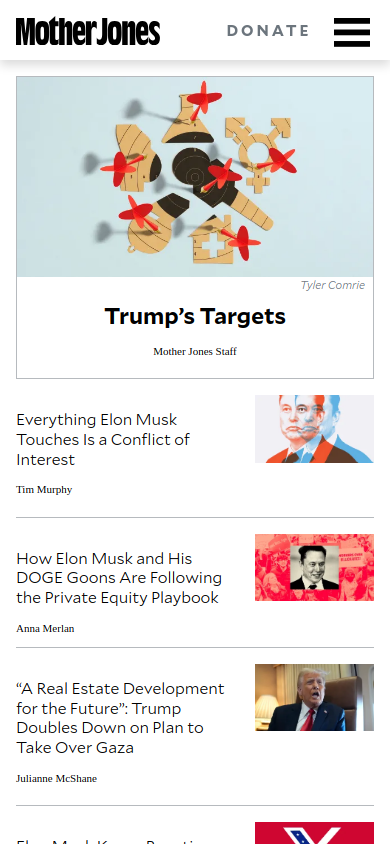 Mother Jones
DONATE
Tyler Comrie
Trump's Targets
Mother Jones Staff
Everything Elon Musk
Touches Is a Conflict of
Interest
Tim Murphy
How Elon Musk and His
DOGE Goons Are Following
the Private Equity Playbook
Anna Merlan
“A Real Estate Development
for the Future”: Trump
Doubles Down on Plan to
Take Over Gaza
Julianne McShane